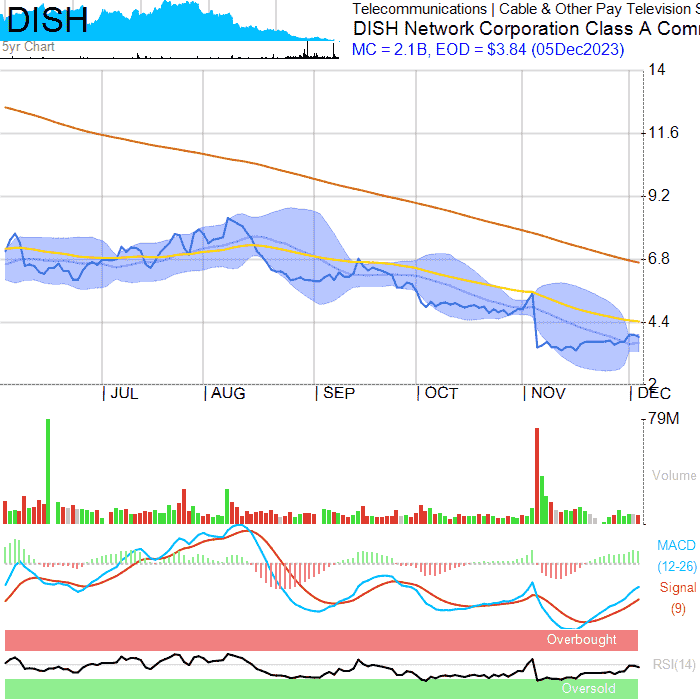 DISH
Telecommunications | Cable & Other Pay Television S
DISH Network Corporation Class A Com
5yr Chart
MC = 2.1B, EOD = $3.84 (05Dec2023)
14
11.6
9.2
6.8
4.4
2
JUL
AUG
SEP
OCT
NOV
DEC
79M
Volume
MACD
(12-26)
Signal
(9)
Overbought
RSI(14)
Oversold